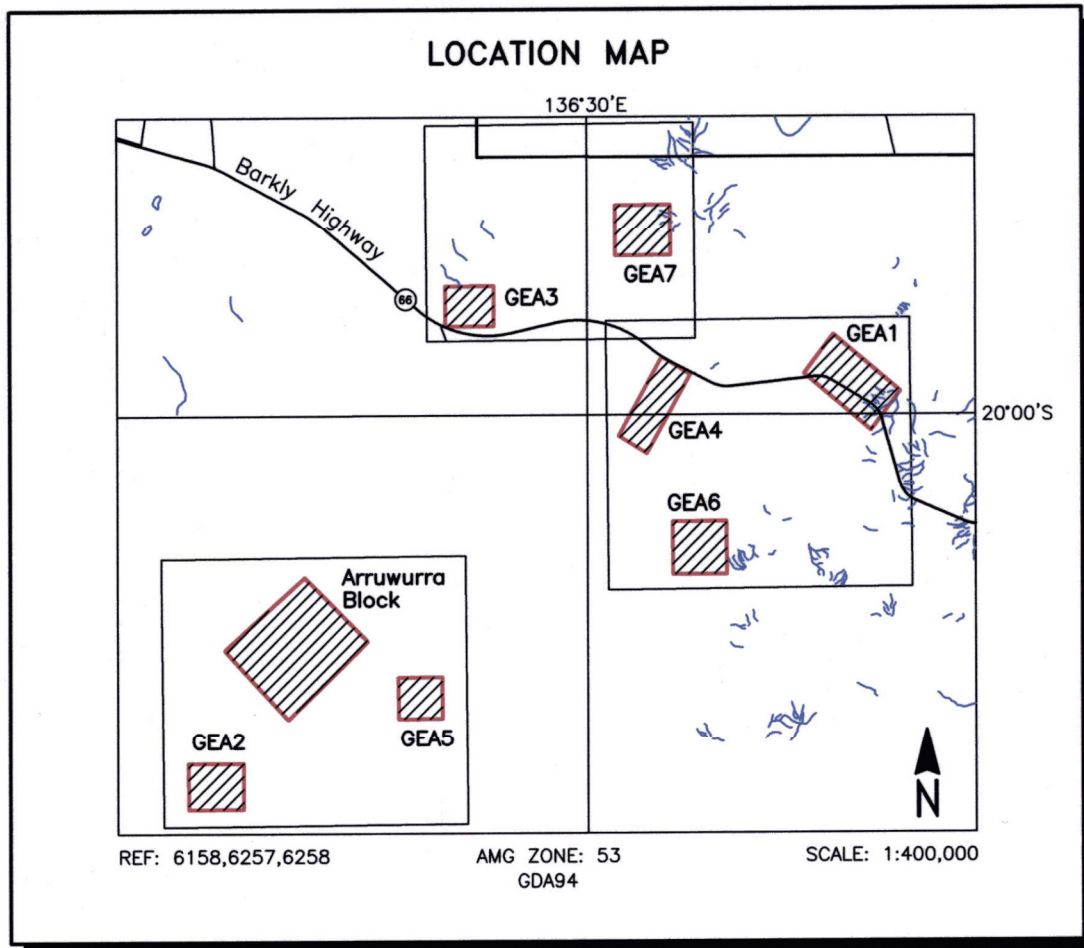 LOCATION MAP
136°30'E
Barkly Highway
66
GEA7
GEA3
GEA1
20°00'S
GEA4
GEA6
Arruwurra
Block
GEA5
GEA2
N
REF: 6158,6257,6258
AMG ZONE: 53
SCALE: 1:400,000
GDA94